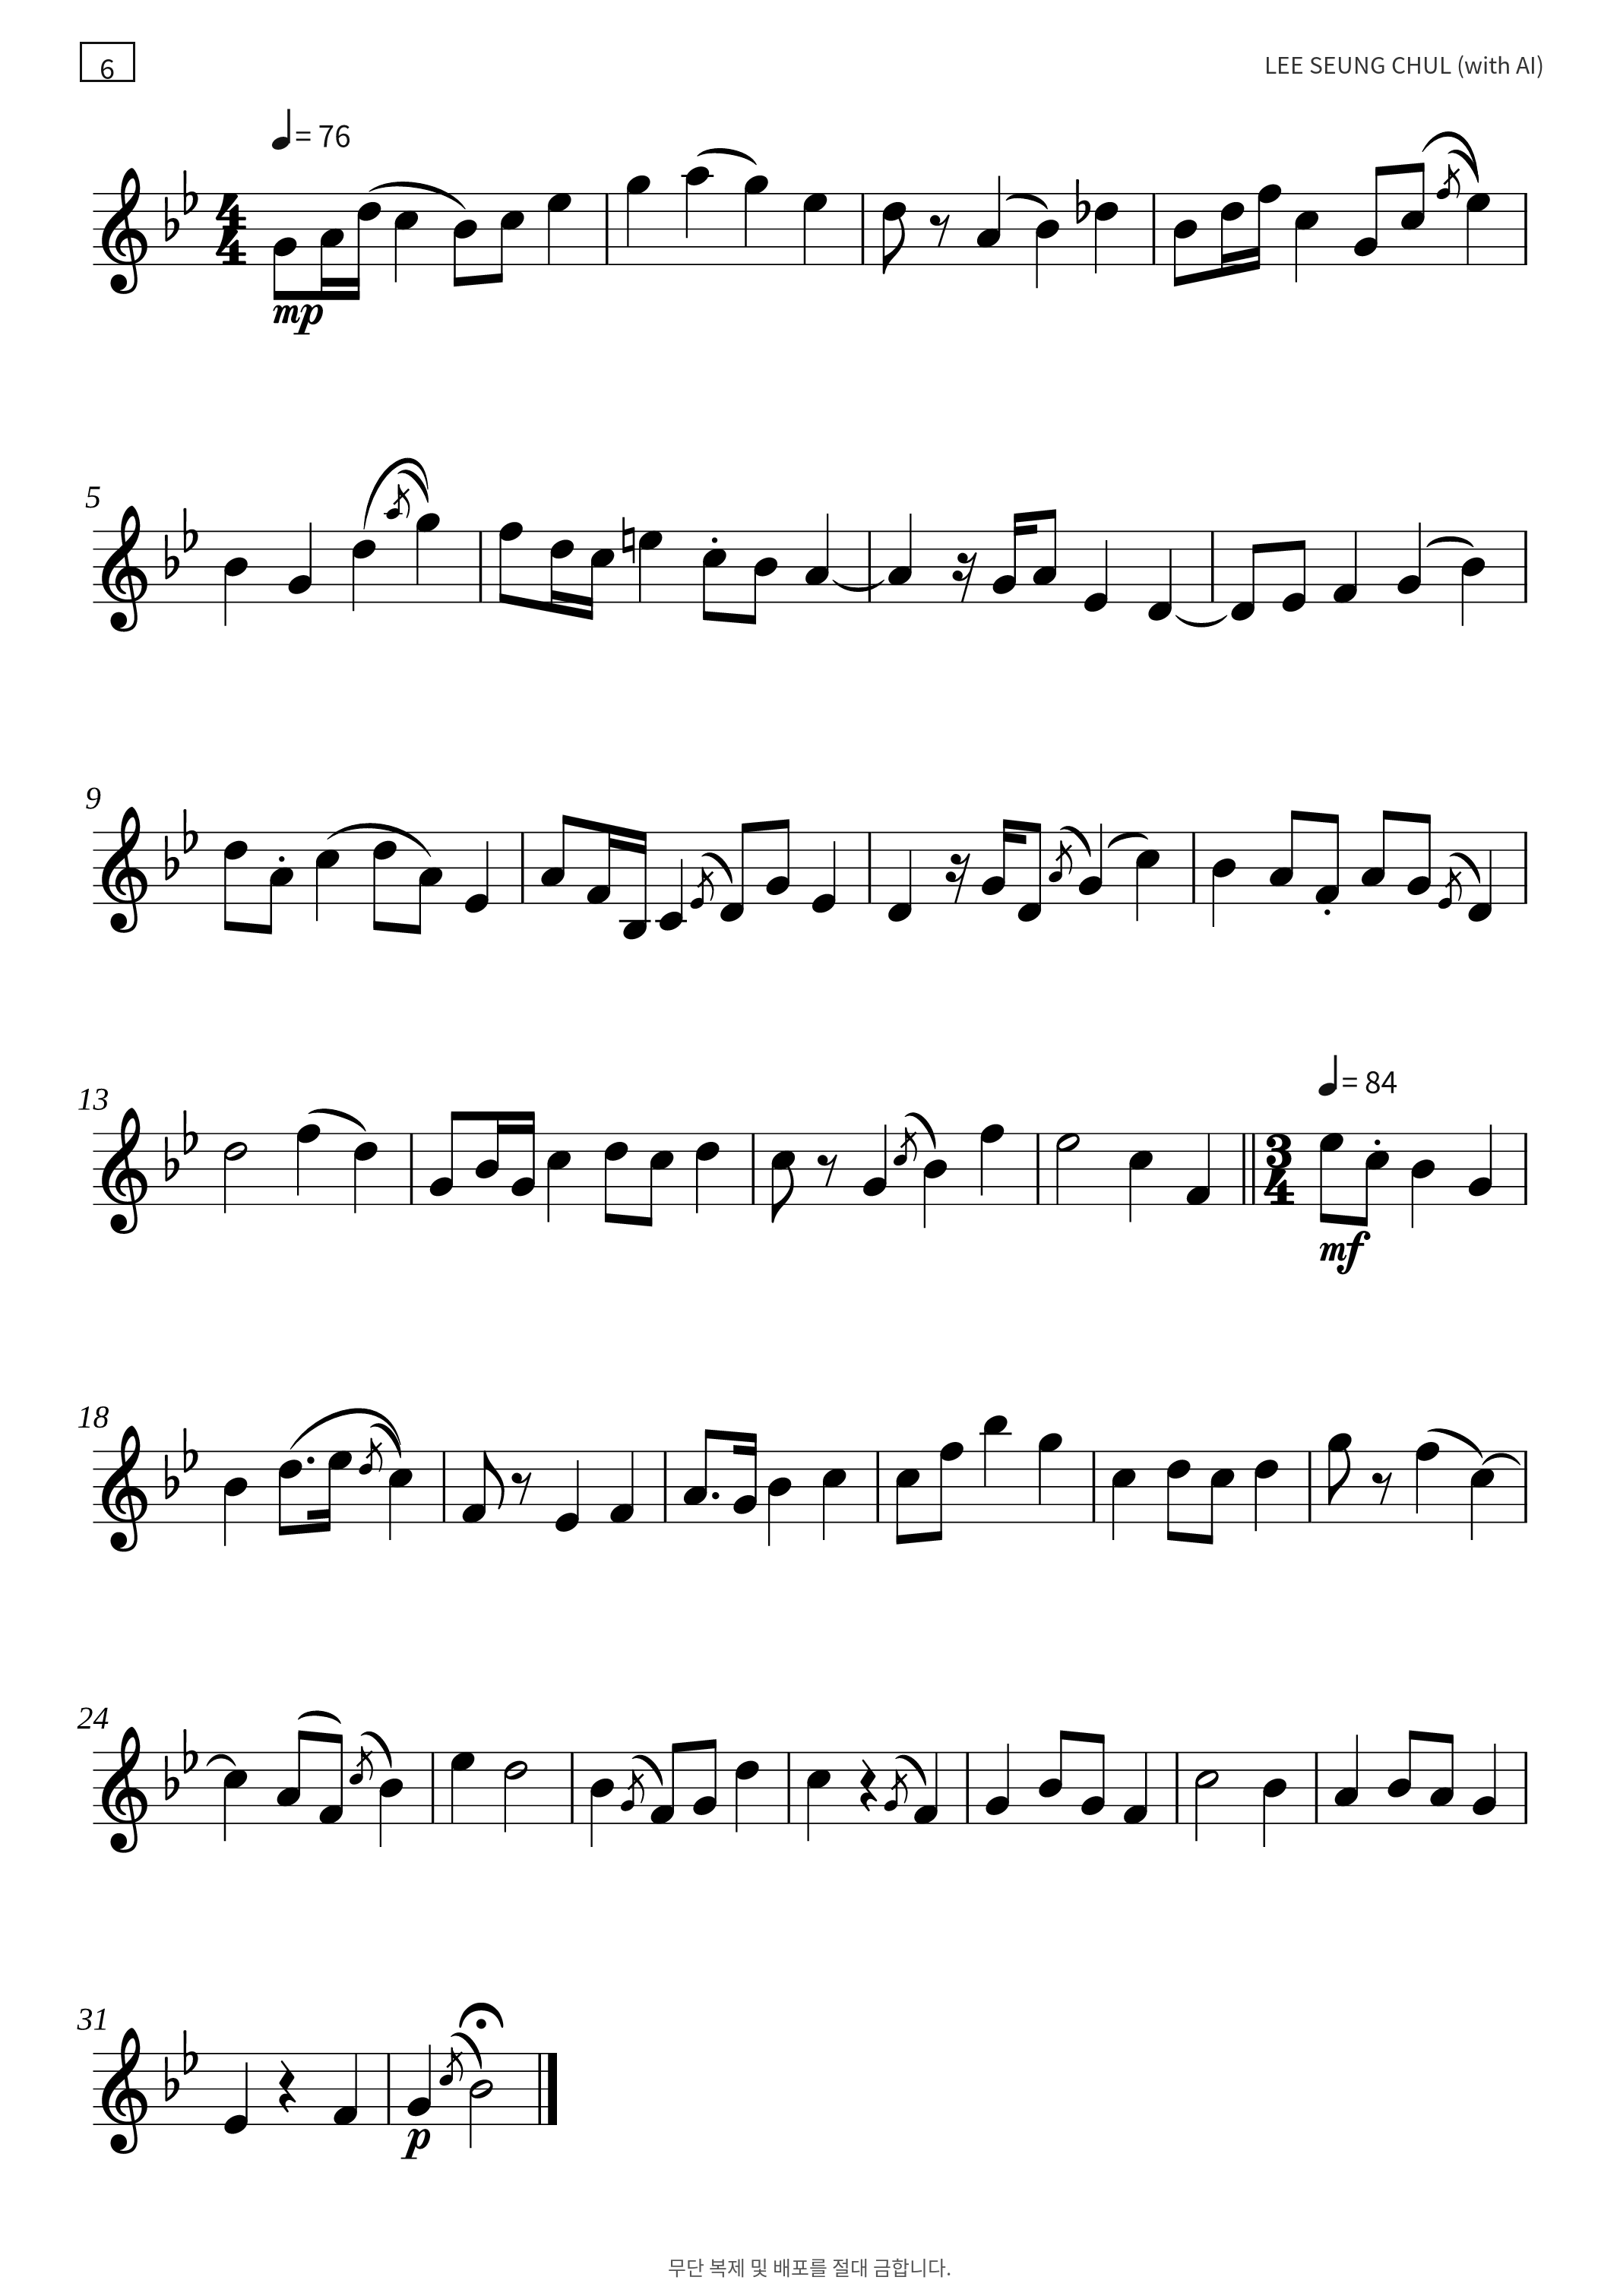 6
LEE SEUNG CHUL (with AI)
= 76
mp
5
9
13
= 84
mf
18
24
31
p
무단 복제 및 배포를 절대 금합니다.